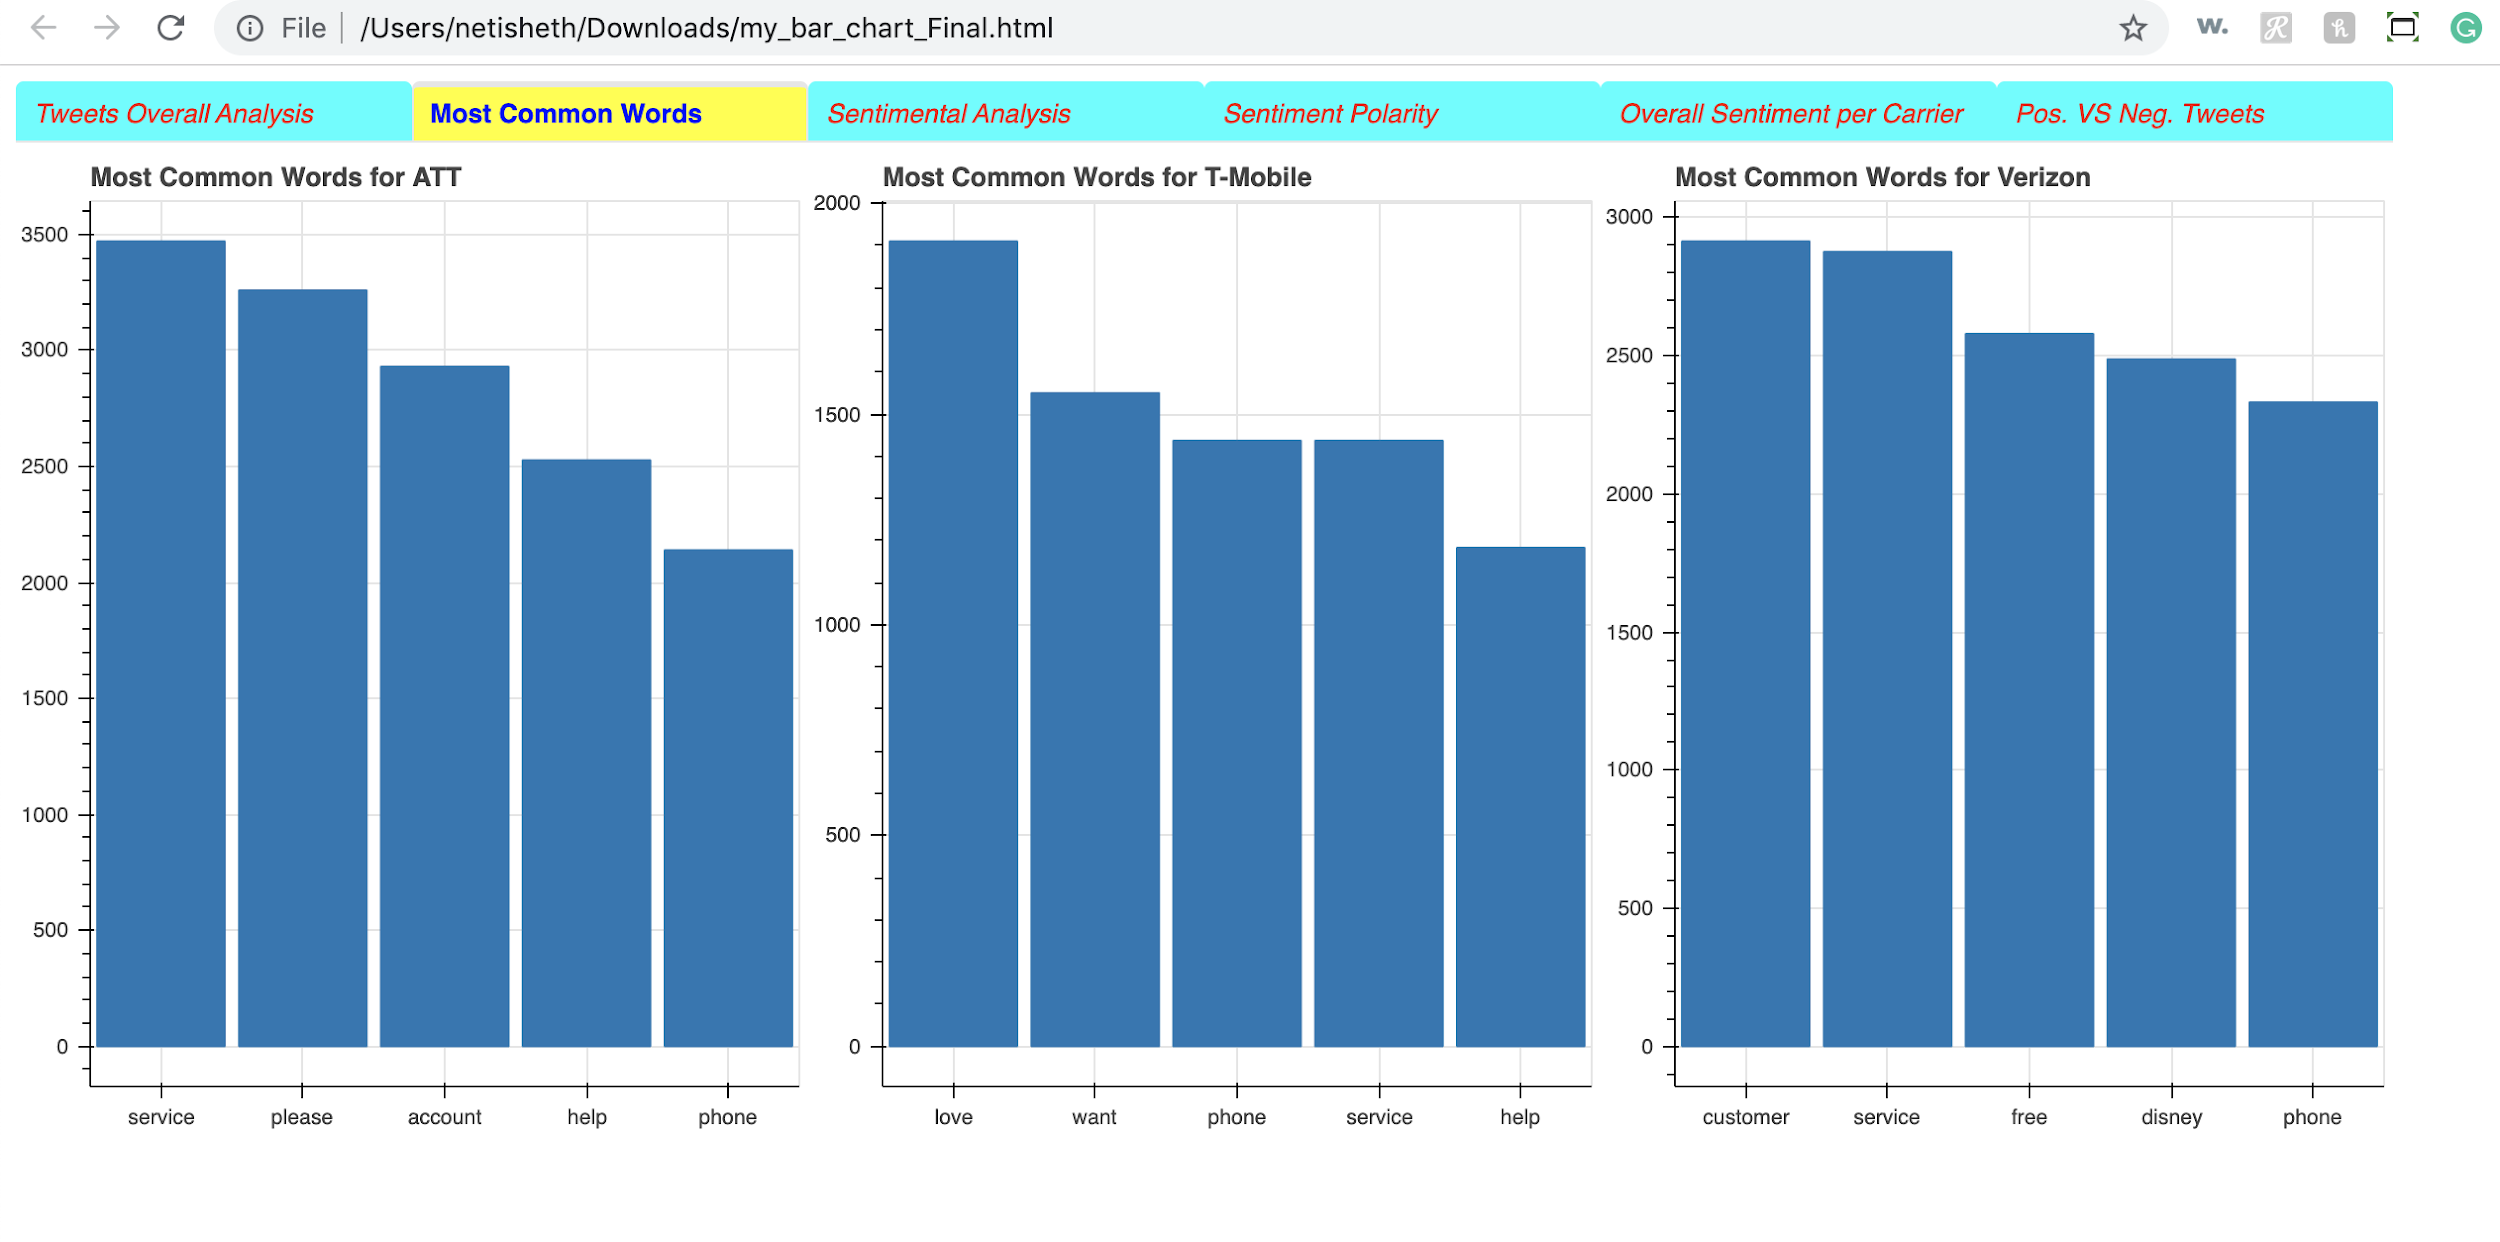 File /Users/netisheth/Downloads/my_bar_chart_Final.html
W.
R
h
G
Tweets Overall Analysis
Most Common Words
Sentimental Analysis
Sentiment Polarity
Overall Sentiment per Carrier
Pos. VS Neg. Tweets
Most Common Words for ATT
3500
3000
2500
2000
1500
1000
500
0
service please account help phone
Most Common Words for T-Mobile
2000
1500
1000
500
0
love want phone service help
Most Common Words for Verizon
3000
2500
2000
1500
1000
500
0
customer service free disney phone